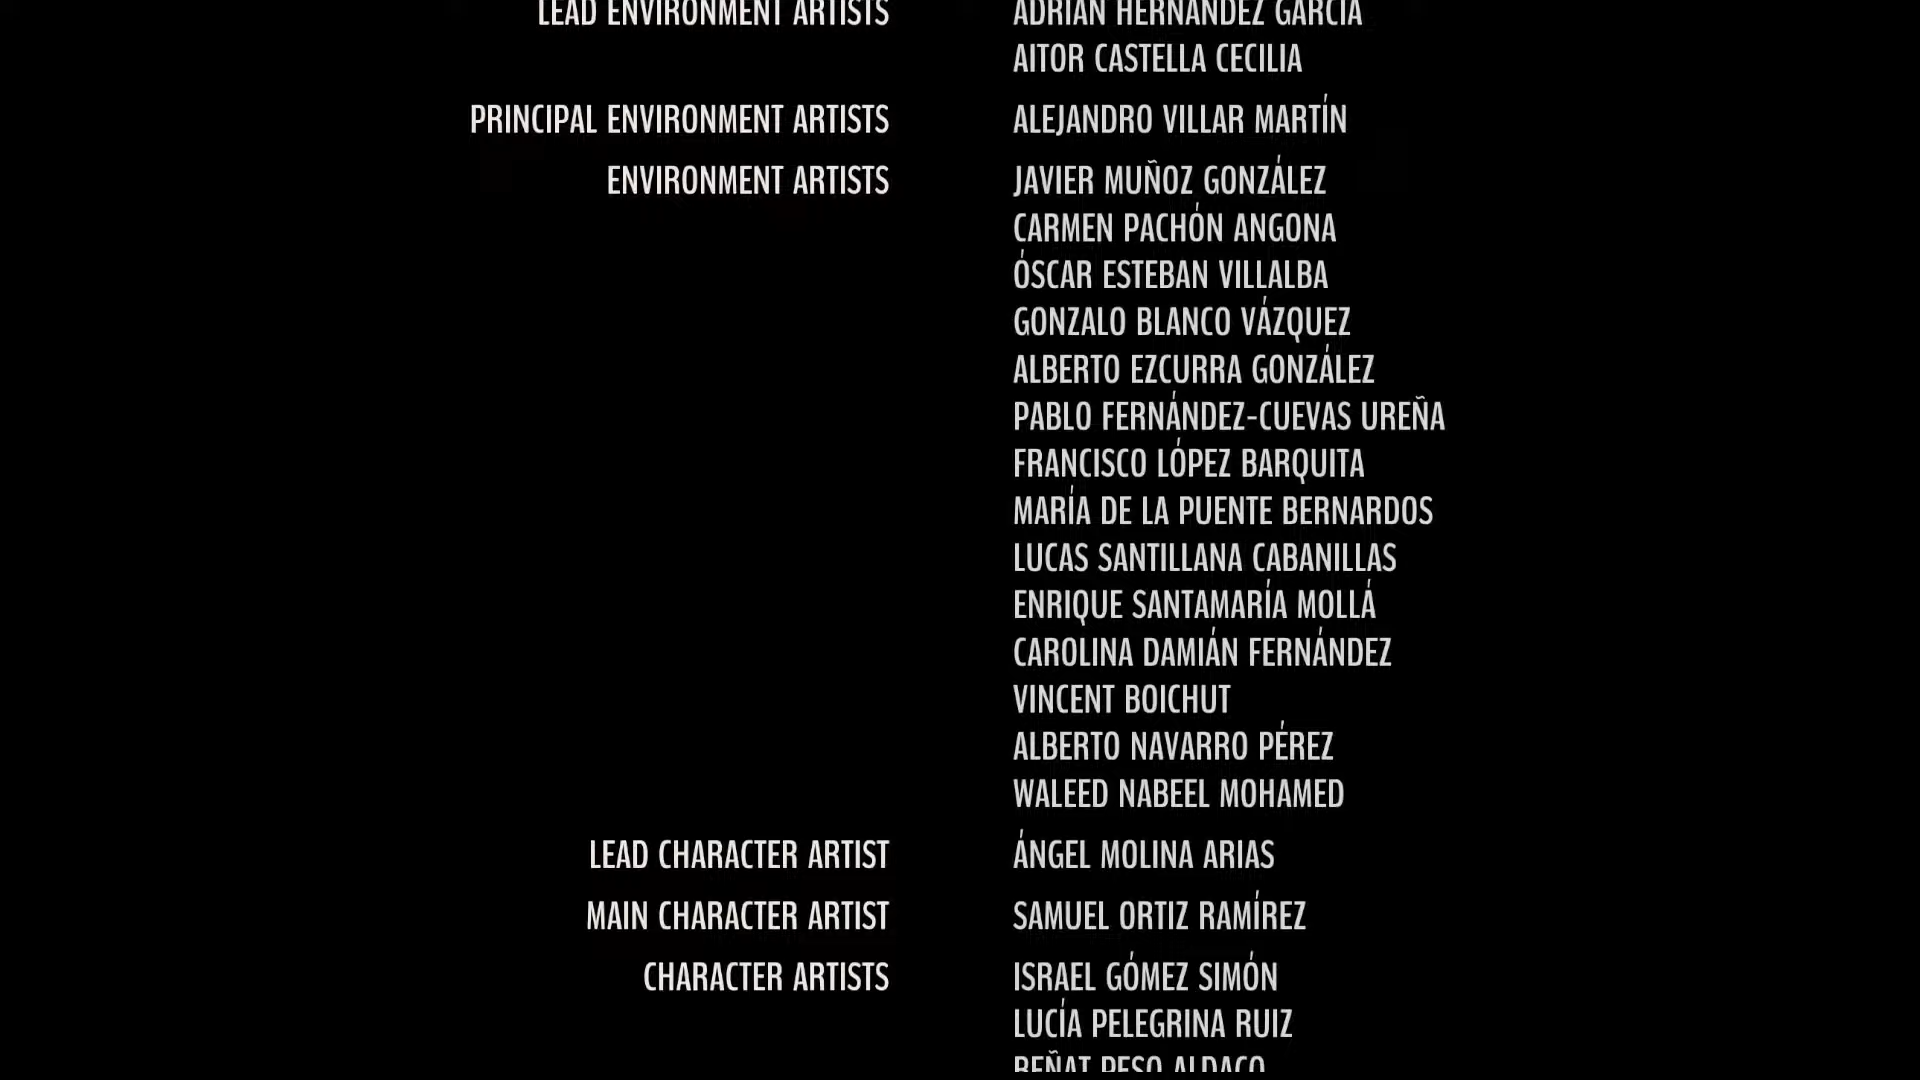 LEAD ENVIRONMENT ARTISTS ADRIÁN HERNÁNDEZ GARCÍA
AITOR CASTELLA CECILIA
PRINCIPAL ENVIRONMENT ARTISTS ALEJANDRO VILLAR MARTÍN
ENVIRONMENT ARTISTS JAVIER MUÑOZ GONZÁLEZ
CARMEN PACHÓN ANGONA
ÓSCAR ESTEBAN VILLALBA
GONZALO BLANCO VÁZQUEZ
ALBERTO EZCURRA GONZÁLEZ
PABLO FERNÁNDEZ-CUEVAS UREÑA
FRANCISCO LÓPEZ BARQUITA
MARÍA DE LA PUENTE BERNARDOS
LUCAS SANTILLANA CABANILLAS
ENRIQUE SANTAMARÍA MOLLÁ
CAROLINA DAMIÁN FERNÁNDEZ
VINCENT BOICHUT
ALBERTO NAVARRO PÉREZ
WALEED NABEEL MOHAMED
LEAD CHARACTER ARTIST ÁNGEL MOLINA ARIAS
MAIN CHARACTER ARTIST SAMUEL ORTIZ RAMÍREZ
CHARACTER ARTISTS ISRAEL GÓMEZ SIMÓN
LUCÍA PELEGRINA RUIZ
BEÑAT PESO ALDACO